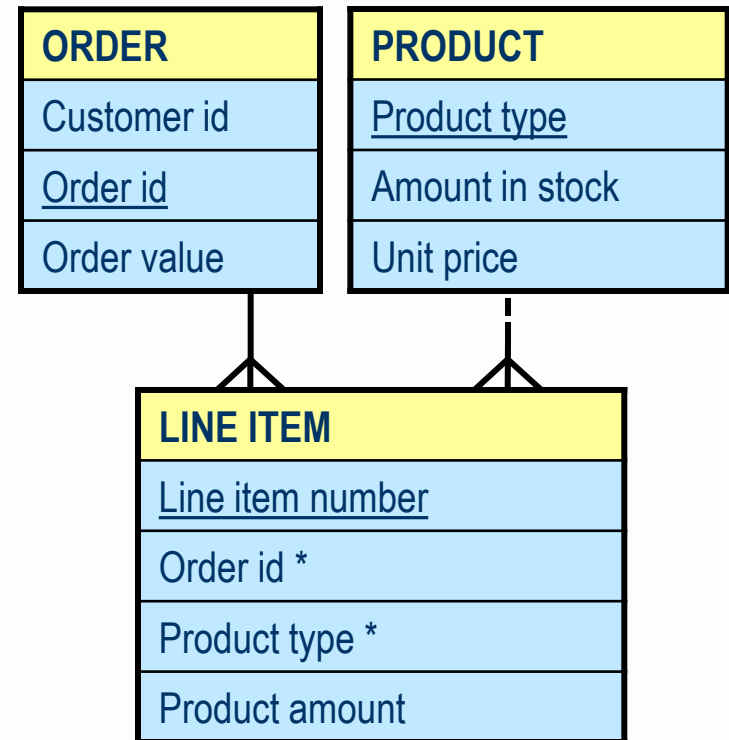 ORDER
Customer id
Order id
Order value
PRODUCT
Product type
Amount in stock
Unit price
LINE ITEM
Line item number
Order id *
Product type *
Product amount